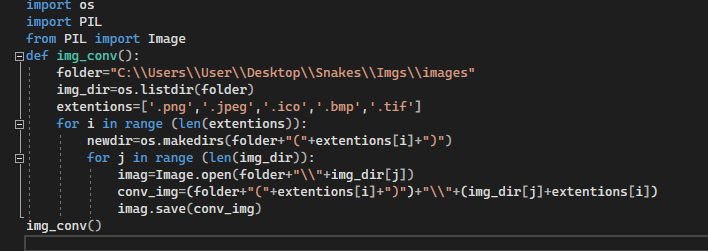 import os
import PIL
from PIL import Image
def img_conv():
folder="C:\\Users\\User\\Desktop\\Snakes\\Imgs\\images"
img_dir=os.listdir(folder)
extentions=['.png','.jpeg','.ico','.bmp','.tif']
for i in range (len(extentions)):
newdir=os.makedirs(folder+"("+extentions[i]+")")
for j in range (len(img_dir)):
imag=Image.open(folder+"\\"+img_dir[j])
conv_img=(folder+"("+extentions[i]+")")+"\\"+(img_dir[j]+extentions[i])
imag.save(conv_img)
img_conv()